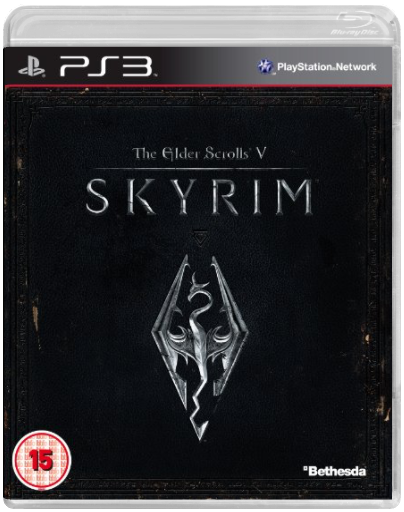 Blu-ray Disc
PS3
PlayStation®Network
The Elder Scrolls® V
SKYRIM
15
Bethesda